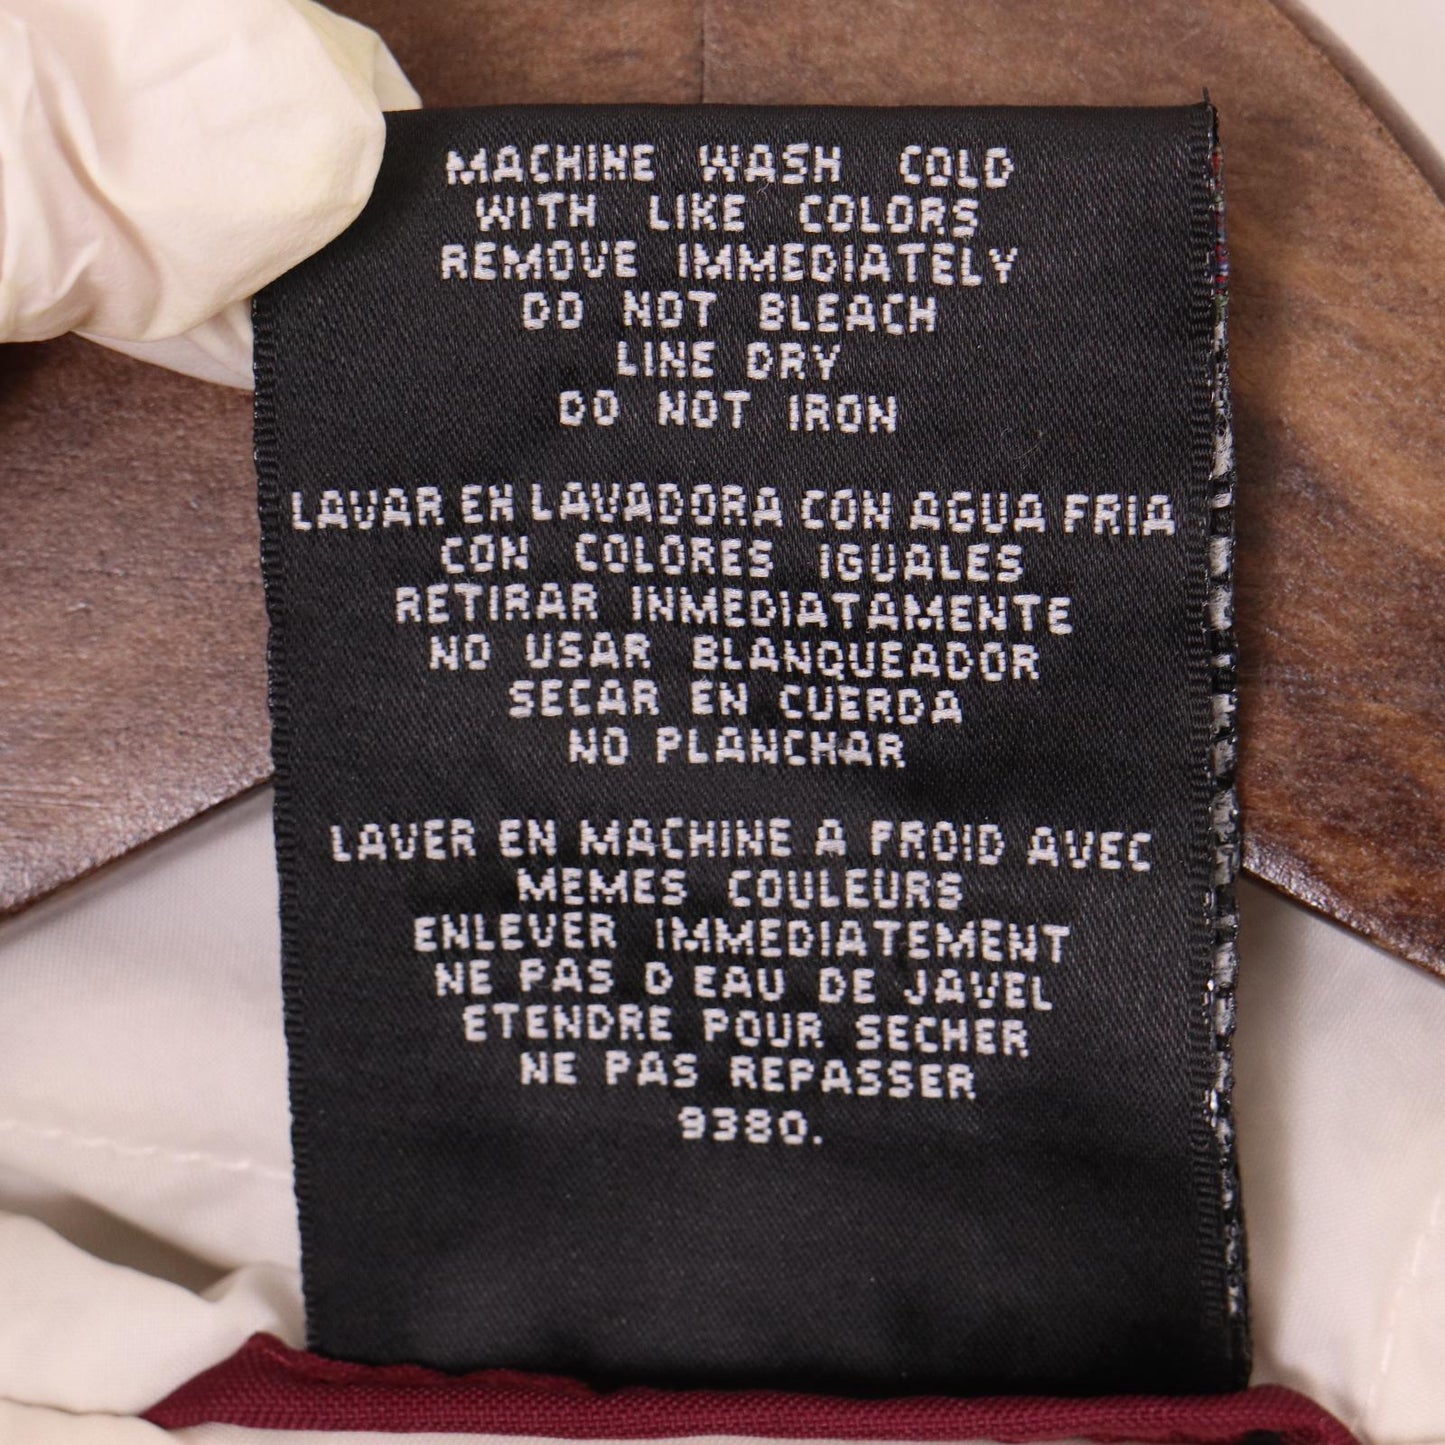 MACHINE WASH COLD
WITH LIKE COLORS
REMOVE IMMEDIATELY
DO NOT BLEACH
LINE DRY
DO NOT IRON
LAVAR EN LAVADORA CON AGUA FRIA
CON COLORES IGUALES
RETIRAR INMEDIATAMENTE
NO USAR BLANQUEADOR
SECAR EN CUERDA
NO PLANCHAR
LAVER EN MACHINE A FROID AVEC
MEMES COULEURS
ENLEVER IMMEDIATEMENT
NE PAS D'EAU DE JAVEL
ETENDRE POUR SECHER
NE PAS REPASSER
9380.